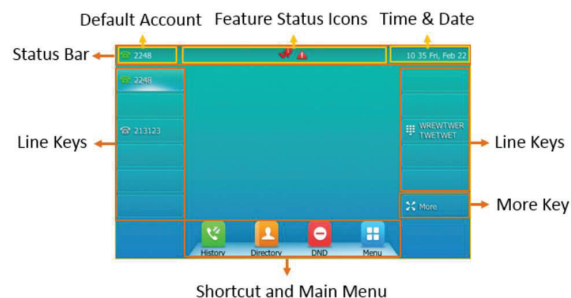 Default Account Feature Status Icons Time & Date
Status Bar 2248 10 35 Fri, Feb 22
2248
Line Keys 213123 WREWTWER
TWETWET Line Keys
More More Key
History Directory DND Menu
Shortcut and Main Menu